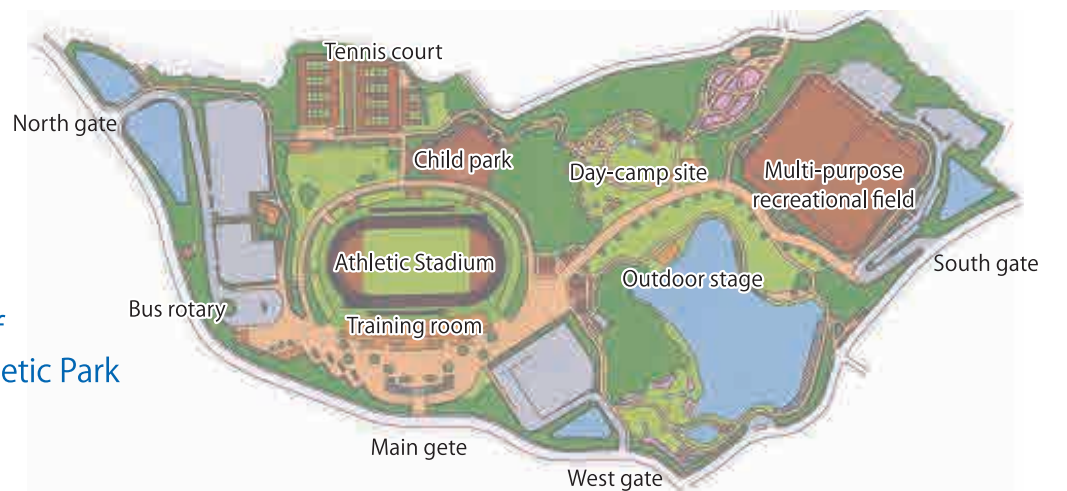 Tennis court
North gate
Child park
Day-camp site
Multi-purpose
recreational field
Athletic Stadium
South gate
Outdoor stage
Bus rotary
Training room
etic Park
Main gete
West gate